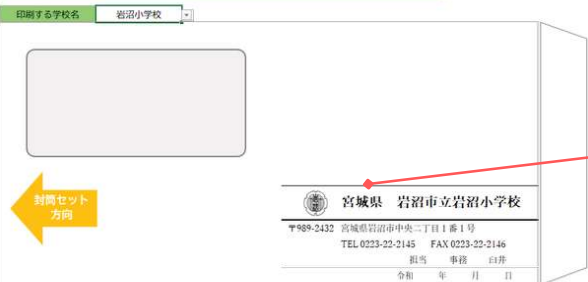 印刷する学校名 岩沼小学校
封筒セット
方向
宮城県 岩沼市立岩沼小学校
〒989-2432 宮城県岩沼市中央二丁目1番1号
TEL 0223-22-2145 FAX 0223-22-2146
担当 事務 臼井
令和 年 月 日